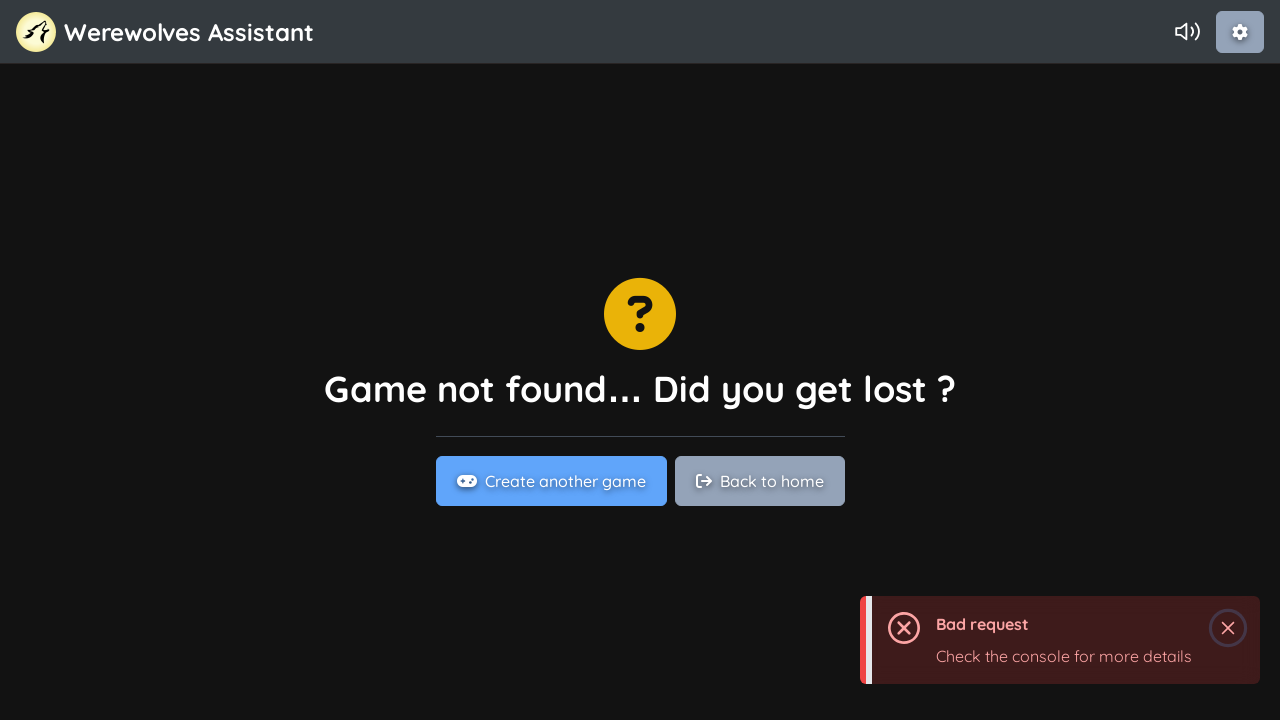 Werewolves Assistant
Game not found... Did you get lost ?
Create another game
Back to home
Bad request
Check the console for more details